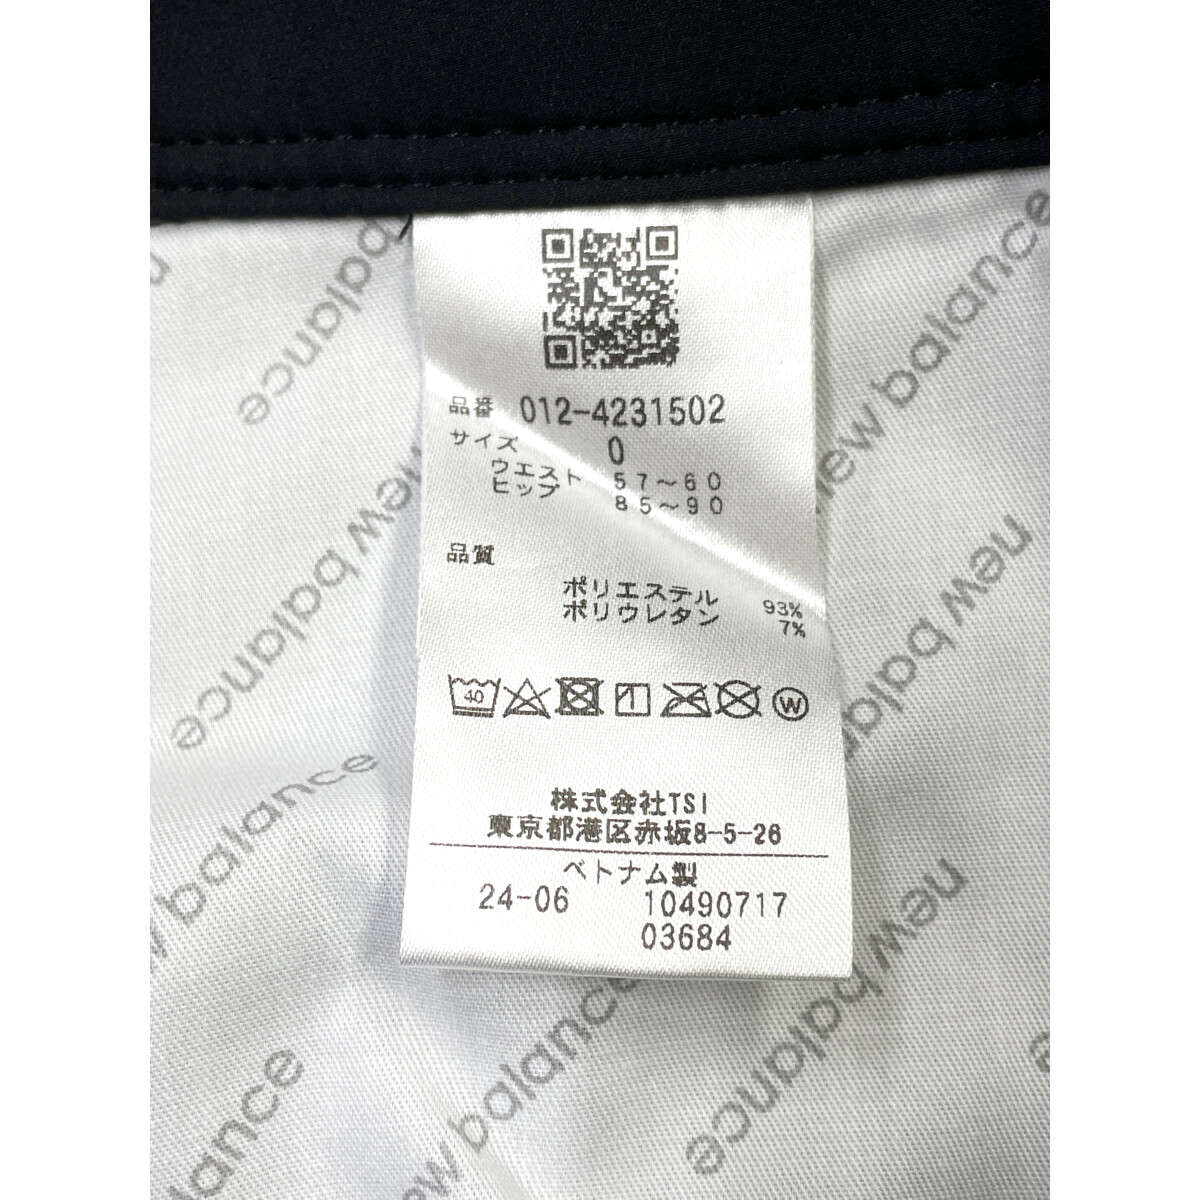 品番 012-4231502
サイズ 0
ウエスト 57～60
ヒップ 85～90
品質
ポリエステル 93%
ポリウレタン 7%
40
W
株式会社TSI
東京都港区赤坂8-5-26
ベトナム製
24-06 10490717
03684
new balance
new balance
new balance
new balance
balance
balance
new balance